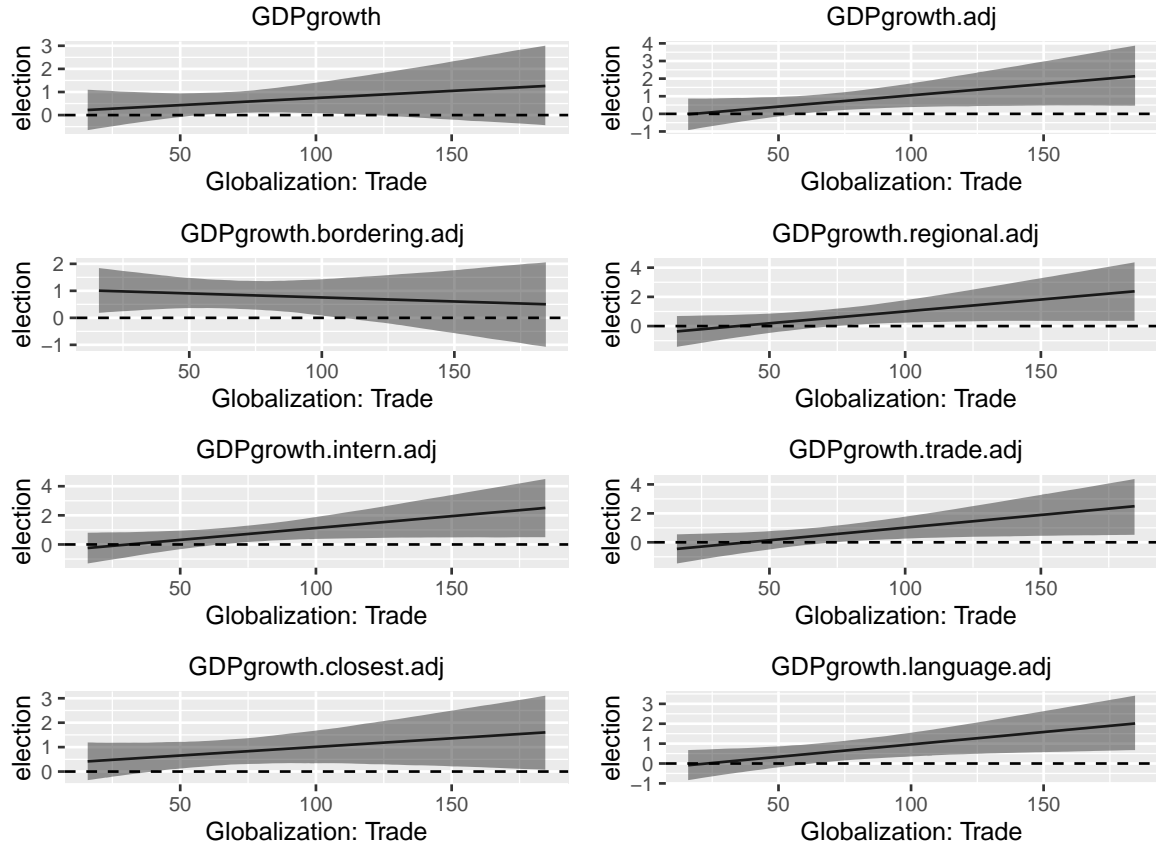 GDPgrowth
election
3
2
1
0
50 100 150
Globalization: Trade
GDPgrowth.adj
election
4
3
2
1
0
−1
50 100 150
Globalization: Trade
GDPgrowth.bordering.adj
election
2
1
0
−1
50 100 150
Globalization: Trade
GDPgrowth.regional.adj
election
4
2
0
50 100 150
Globalization: Trade
GDPgrowth.intern.adj
election
4
2
0
50 100 150
Globalization: Trade
GDPgrowth.trade.adj
election
4
2
0
50 100 150
Globalization: Trade
GDPgrowth.closest.adj
election
3
2
1
0
50 100 150
Globalization: Trade
GDPgrowth.language.adj
election
3
2
1
0
−1
50 100 150
Globalization: Trade